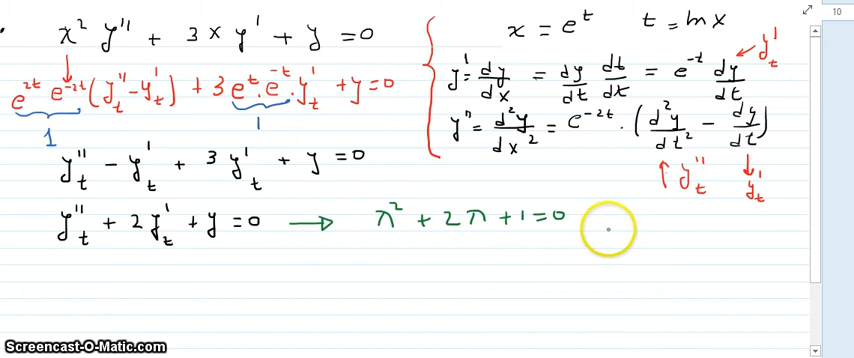 x² y'' + 3 x y' + y = 0
e^{2t} e^{-2t} (y''_t - y'_t) + 3 e^t . e^{-t} . y'_t + y = 0
1 1
y''_t - y'_t + 3 y'_t + y = 0
y''_t + 2 y'_t + y = 0 → r² + 2r + 1 = 0
x = e^t t = ln x
y' = dy/dx = dy/dt dt/dx = e^{-t} dy/dt
y'_t
y'' = d²y/dx² = e^{-2t} . (d²y/dt² - dy/dt)
↑ y''_t ↓ y'_t
10
Screencast-O-Matic.com